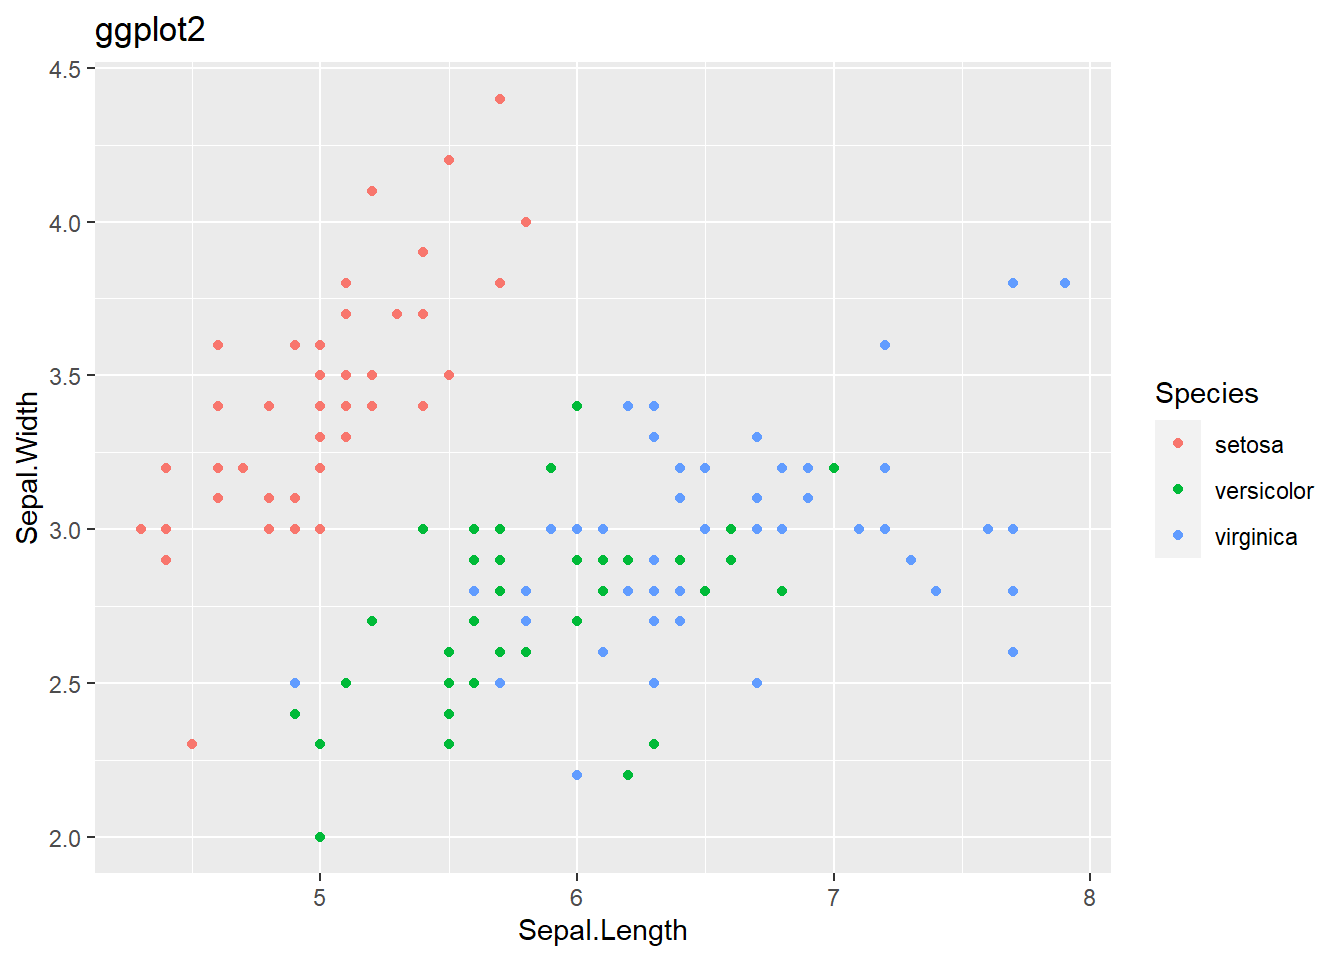 ggplot2
4.5
4.0
3.5
3.0
2.5
2.0
Sepal.Width
5 6 7 8
Sepal.Length
Species
setosa
versicolor
virginica